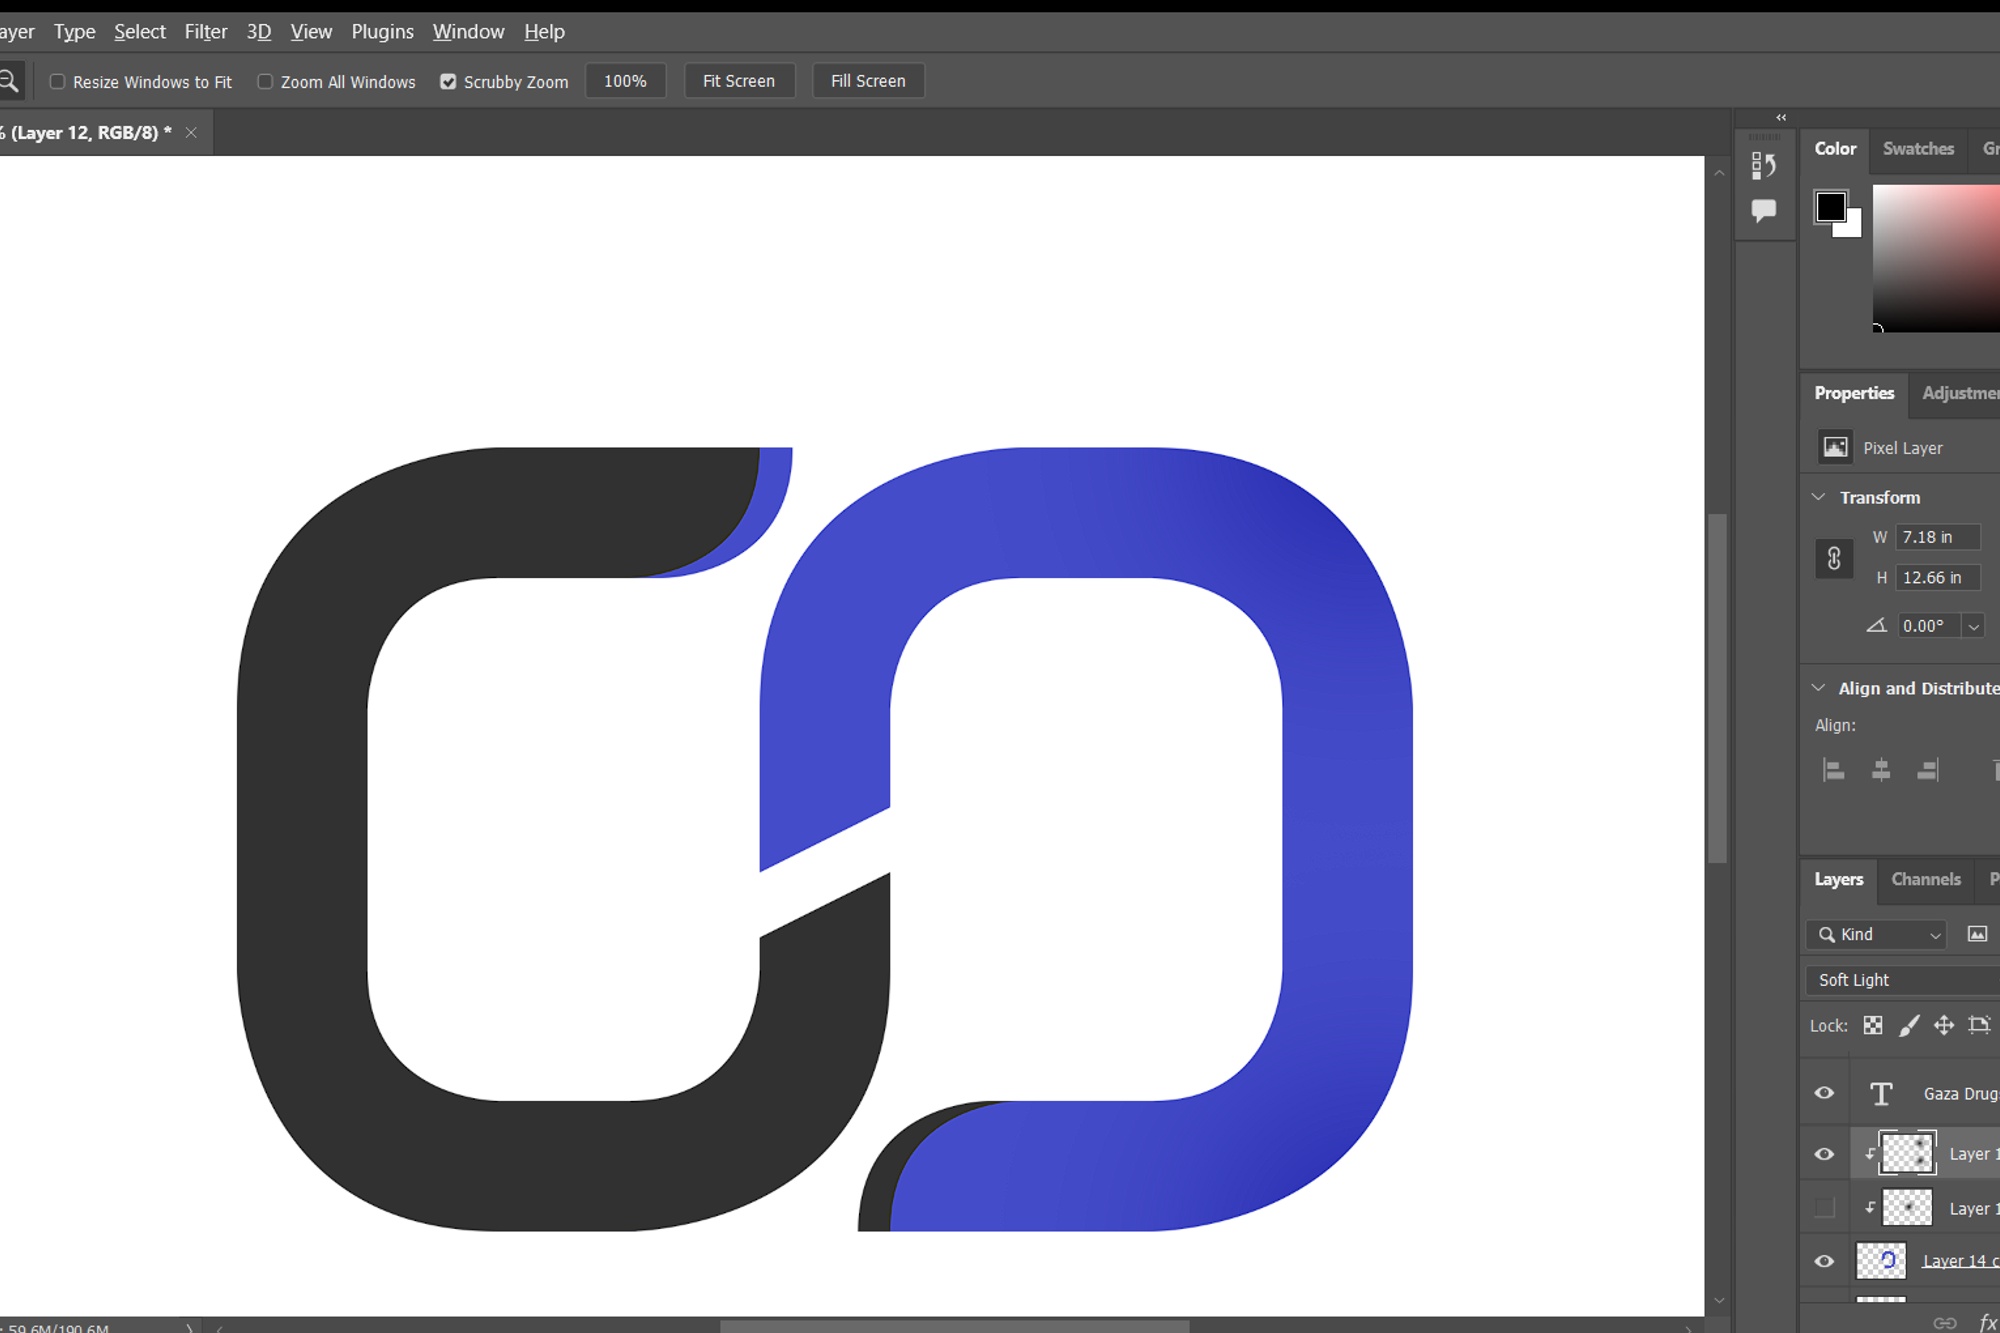 ayer Type Select Filter 3D View Plugins Window Help
Resize Windows to Fit Zoom All Windows Scrubby Zoom 100% Fit Screen Fill Screen
% (Layer 12, RGB/8) * ×
Color Swatches Gr
Properties Adjustmen
Pixel Layer
Transform
W 7.18 in
H 12.66 in
0.00°
Align and Distribute
Align:
Layers Channels P
Kind
Soft Light
Lock:
T Gaza Drug
Layer 1
Layer 1
Layer 14 c
: 59.6M/190.6M
fx